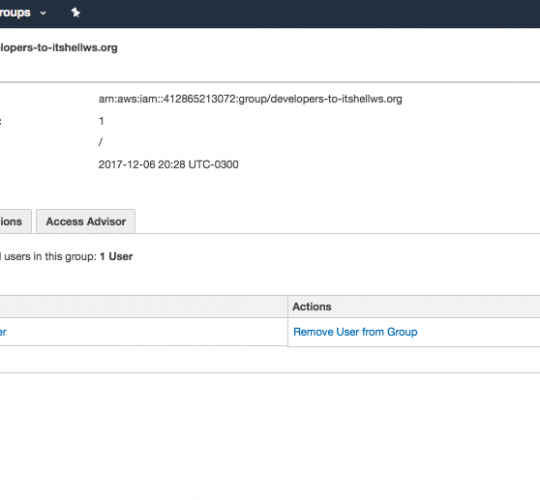 roups
lopers-to-itshellws.org
arn:aws:iam::412865213072:group/developers-to-itshellws.org
: 1
/
2017-12-06 20:28 UTC-0300
ions Access Advisor
l users in this group: 1 User
Actions
er Remove User from Group